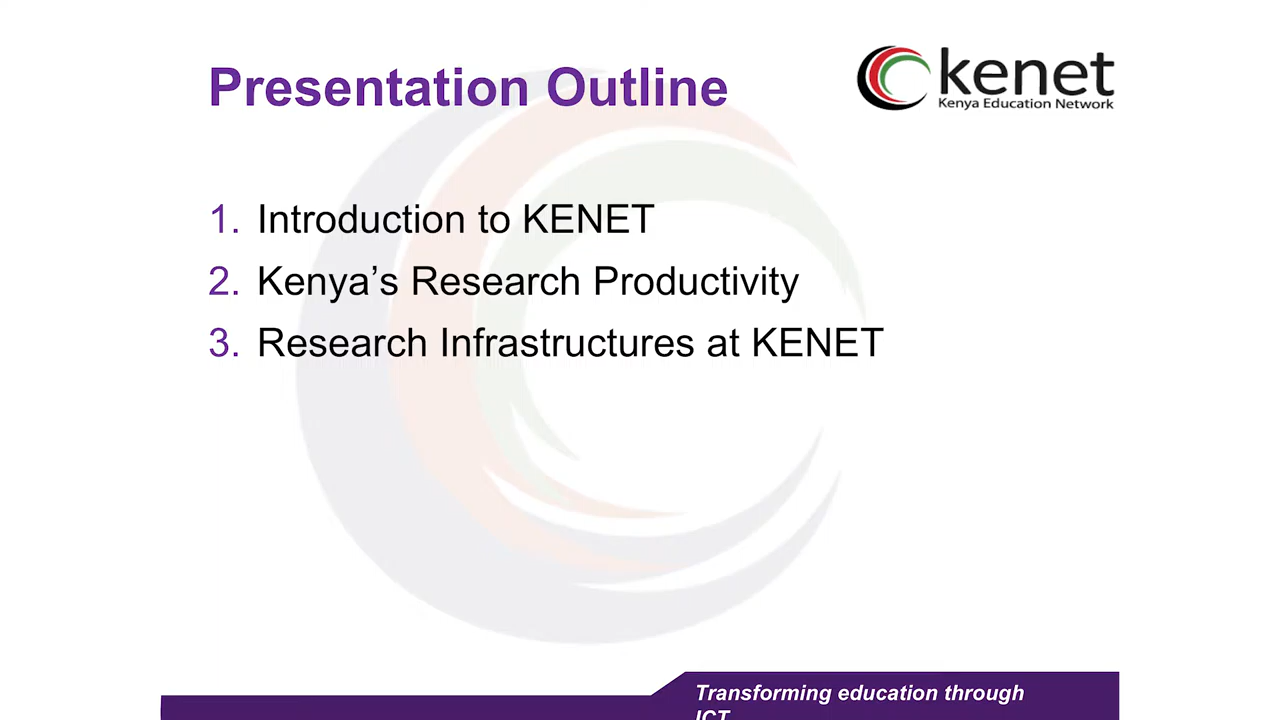 Presentation Outline
kenet
Kenya Education Network
1. Introduction to KENET
2. Kenya’s Research Productivity
3. Research Infrastructures at KENET
Transforming education through
ICT